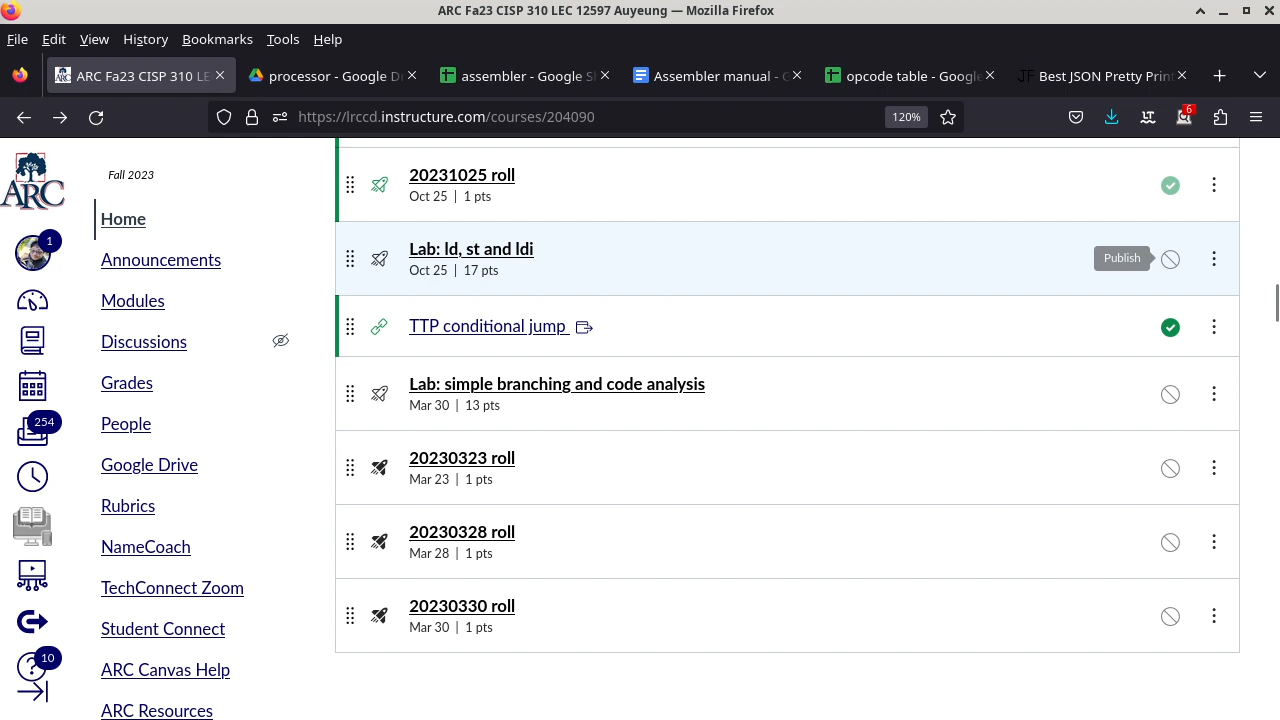 ARC Fa23 CISP 310 LEC 12597 Auyeung — Mozilla Firefox
File Edit View History Bookmarks Tools Help
ARC Fa23 CISP 310 LE
processor - Google Dr
assembler - Google Sh
Assembler manual - G
opcode table - Google
JF Best JSON Pretty Print
https://lrccd.instructure.com/courses/204090
120%
6
ARC
Fall 2023
1
254
10
Home
Announcements
Modules
Discussions
Grades
People
Google Drive
Rubrics
NameCoach
TechConnect Zoom
Student Connect
ARC Canvas Help
ARC Resources
20231025 roll
Oct 25 | 1 pts
Lab: ld, st and ldi
Oct 25 | 17 pts
Publish
TTP conditional jump
Lab: simple branching and code analysis
Mar 30 | 13 pts
20230323 roll
Mar 23 | 1 pts
20230328 roll
Mar 28 | 1 pts
20230330 roll
Mar 30 | 1 pts